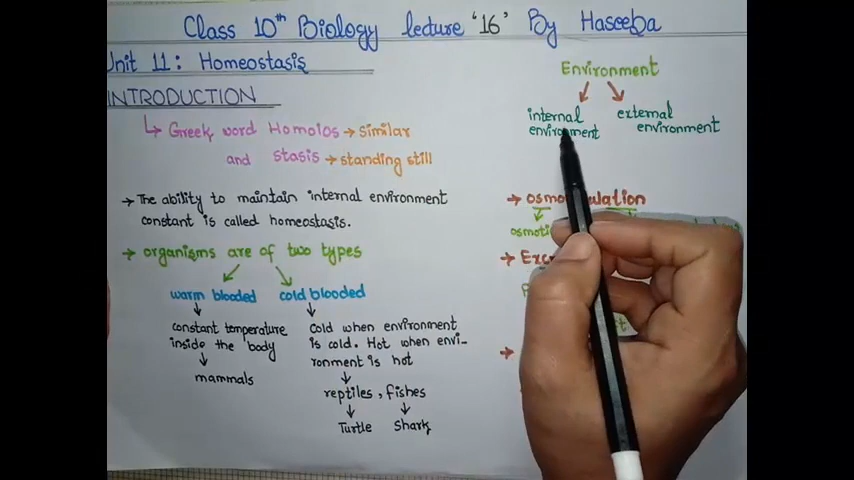 Class 10th Biology lecture '16' By Haseeba
Unit 11: Homeostasis
INTRODUCTION
Greek word Homoios → similar
and stasis → standing still
→ The ability to maintain internal environment
constant is called homeostasis.
→ organisms are of two types
warm blooded cold blooded
constant temperature
inside the body
mammals
Cold when environment
is cold. Hot when envi-
ronment is hot
reptiles, fishes
Turtle Shark
Environment
internal
environment
external
environment